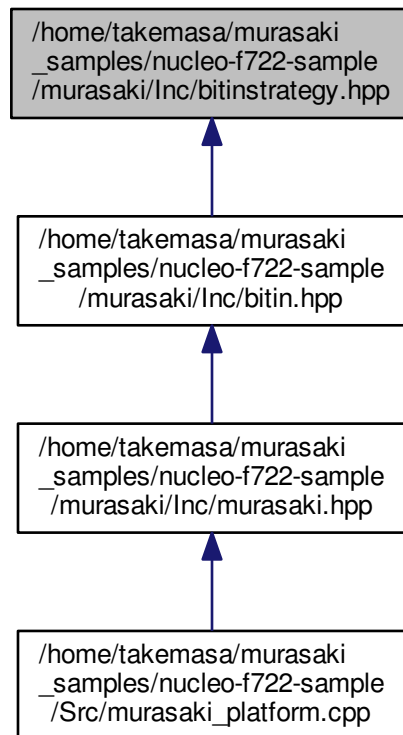 /home/takemasa/murasaki
_samples/nucleo-f722-sample
/murasaki/Inc/bitinstrategy.hpp
/home/takemasa/murasaki
_samples/nucleo-f722-sample
/murasaki/Inc/bitin.hpp
/home/takemasa/murasaki
_samples/nucleo-f722-sample
/murasaki/Inc/murasaki.hpp
/home/takemasa/murasaki
_samples/nucleo-f722-sample
/Src/murasaki_platform.cpp